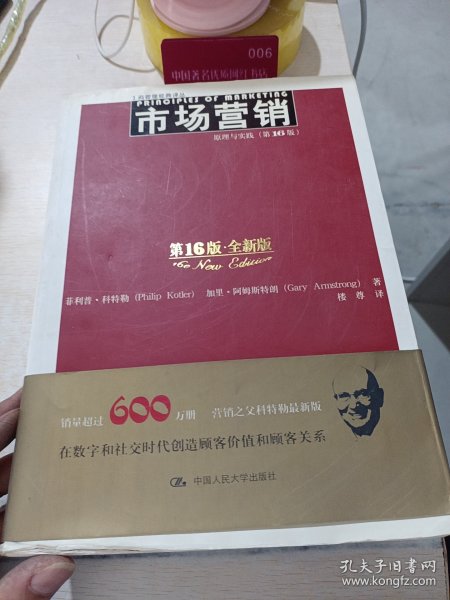 006
中国著名优质图书书店
工商管理经典译丛
PRINCIPLES OF MARKETING
市场营销
原理与实践（第16版）
第16版·全新版
16e New Edition
菲利普·科特勒（Philip Kotler） 加里·阿姆斯特朗（Gary Armstrong） 著
楼尊 译
销量超过600万册 营销之父科特勒最新版
在数字和社交时代创造顾客价值和顾客关系
中国人民大学出版社
孔夫子旧书网
www.kongfz.com